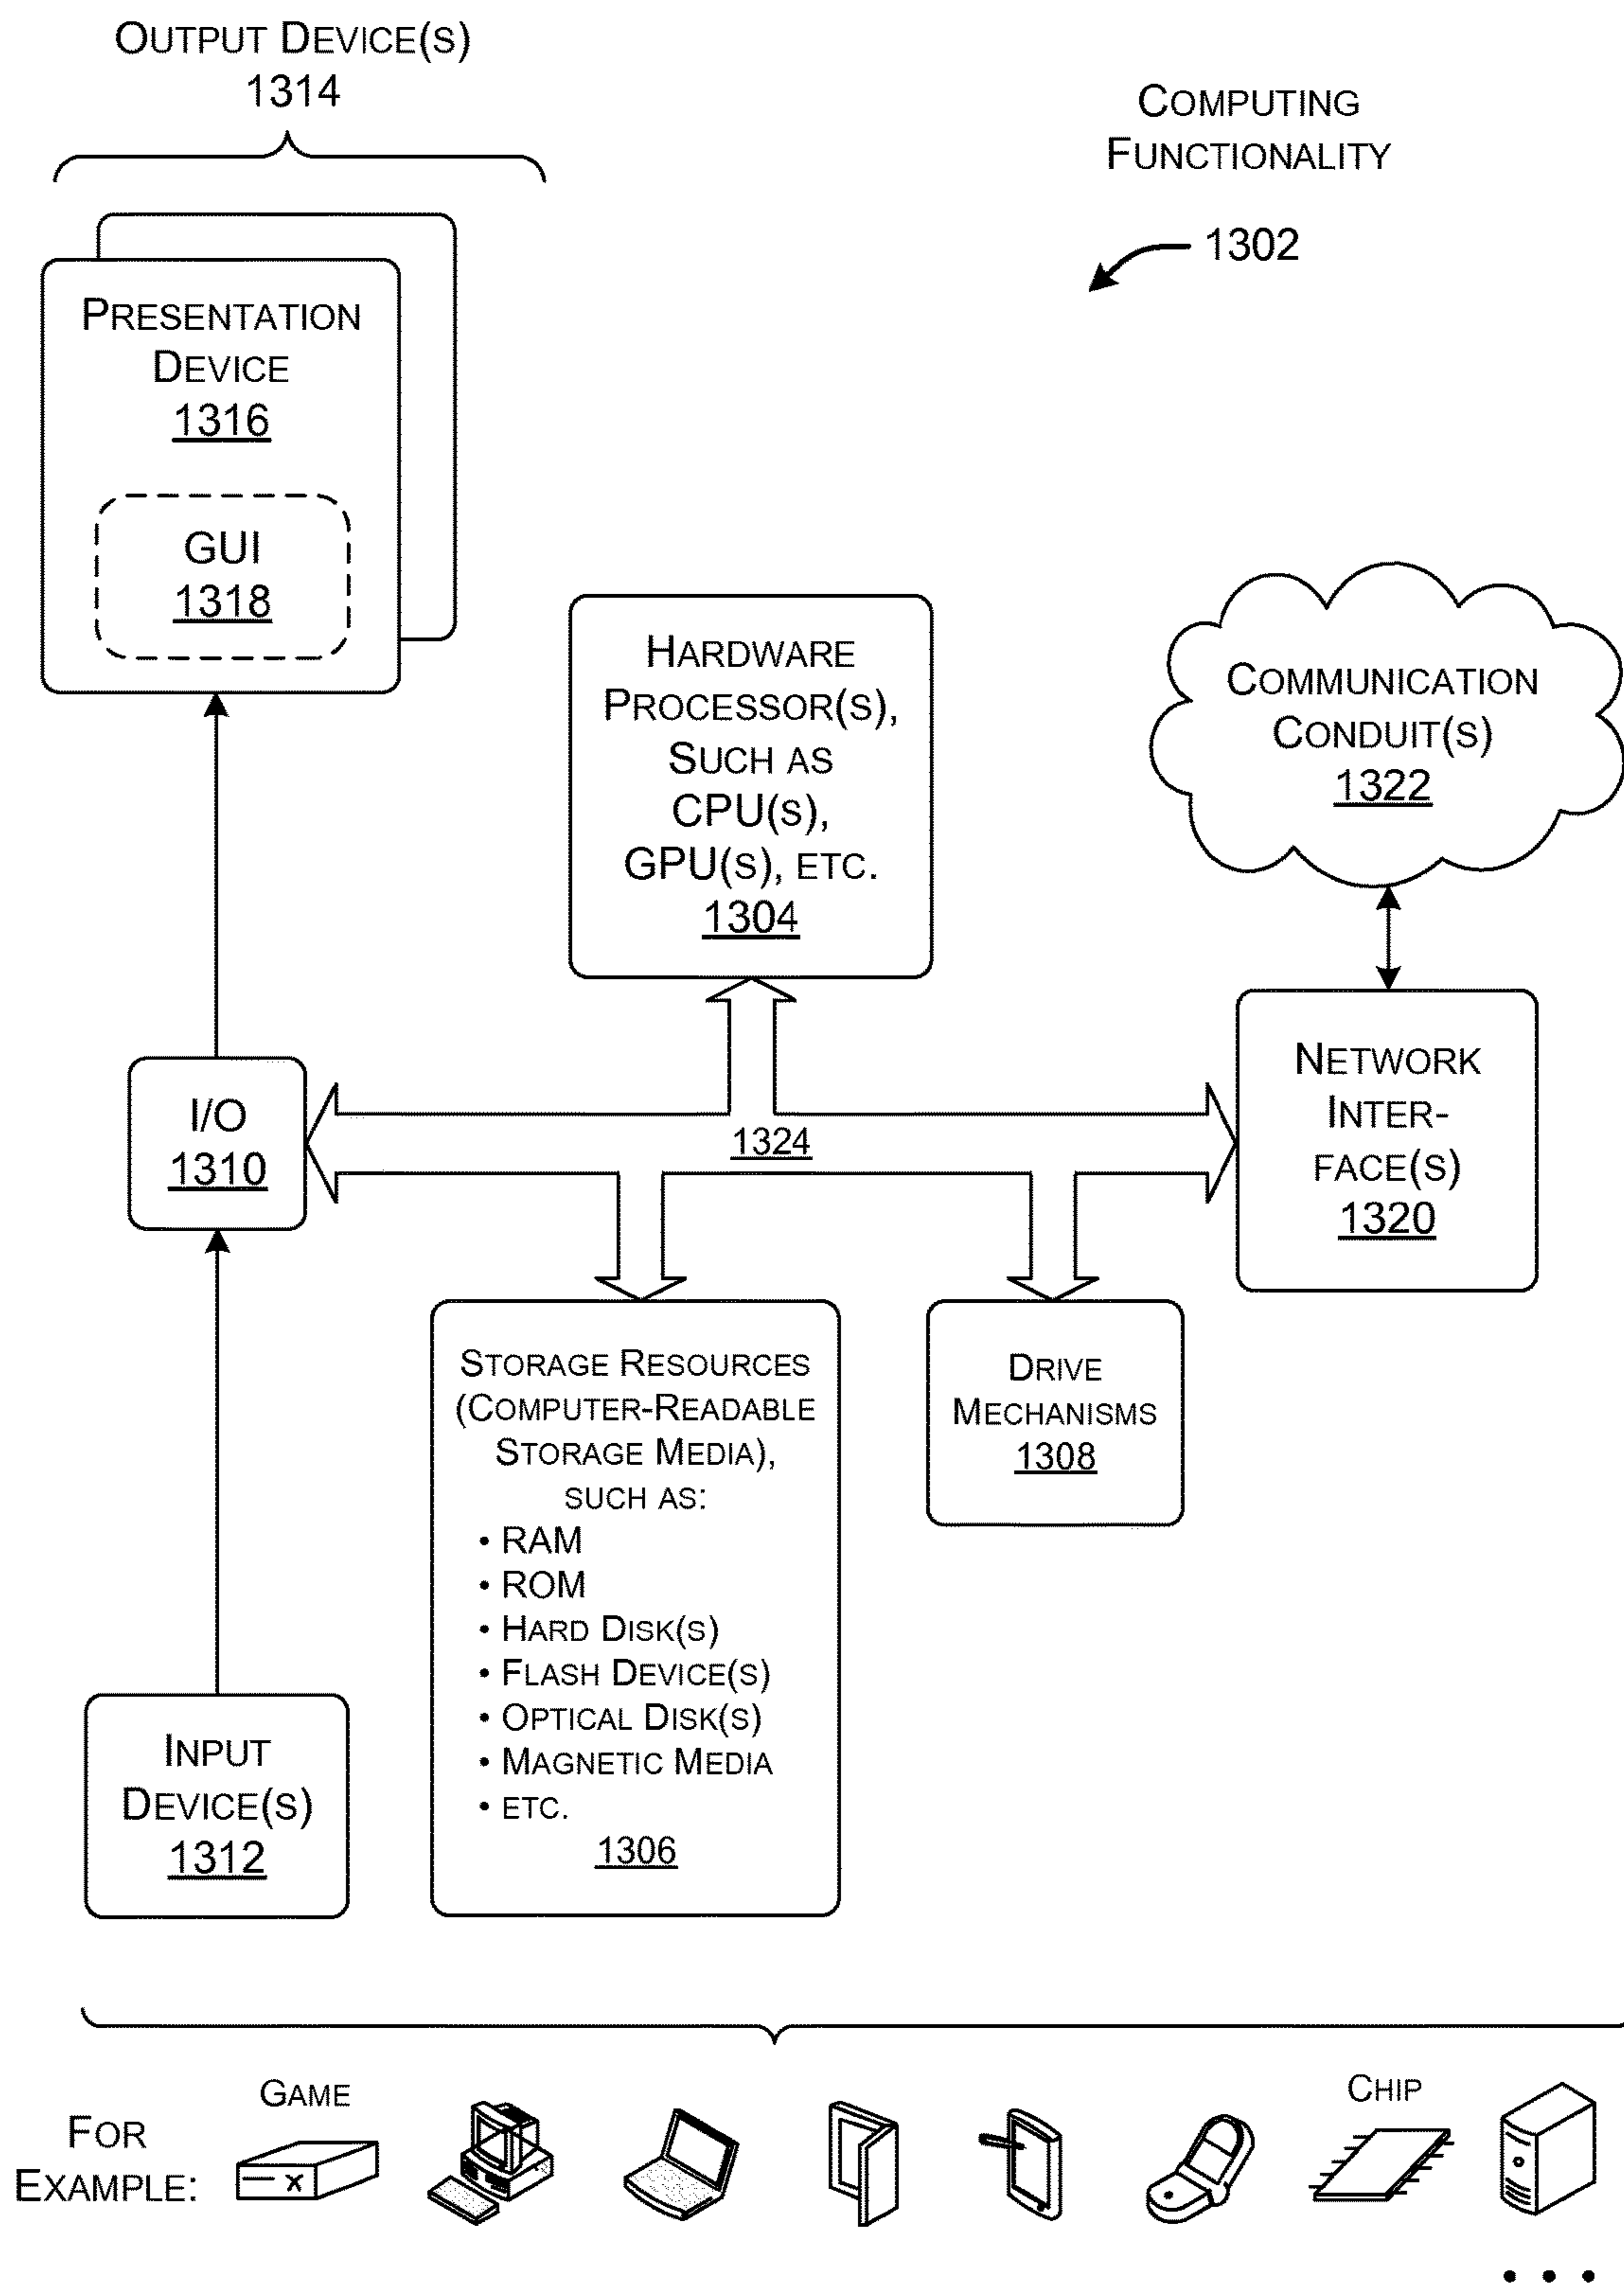 OUTPUT DEVICE(S)
1314
COMPUTING
FUNCTIONALITY
1302
PRESENTATION
DEVICE
1316
GUI
1318
HARDWARE
PROCESSOR(S),
SUCH AS
CPU(S),
GPU(S), ETC.
1304
COMMUNICATION
CONDUIT(S)
1322
I/O
1310
1324
NETWORK
INTER-
FACE(S)
1320
STORAGE RESOURCES
(COMPUTER-READABLE
STORAGE MEDIA),
SUCH AS:
• RAM
• ROM
• HARD DISK(S)
• FLASH DEVICE(S)
• OPTICAL DISK(S)
• MAGNETIC MEDIA
• ETC.
1306
DRIVE
MECHANISMS
1308
INPUT
DEVICE(S)
1312
FOR
EXAMPLE:
GAME
CHIP
• • •